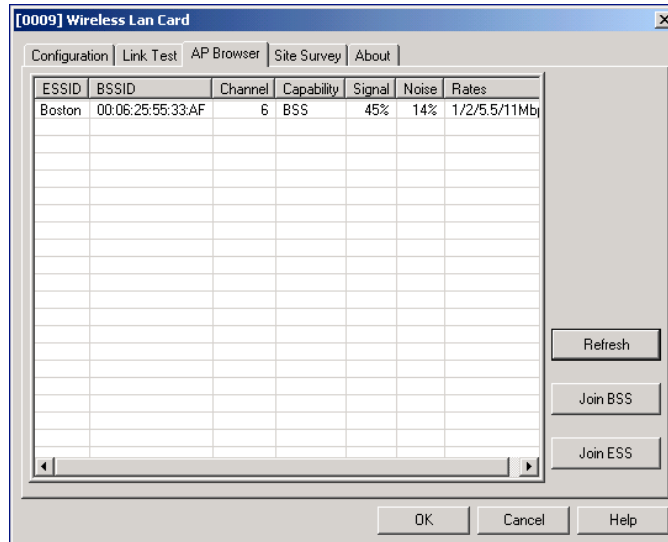 [0009] Wireless Lan Card
Configuration Link Test AP Browser Site Survey About
ESSID BSSID Channel Capability Signal Noise Rates
Boston 00:06:25:55:33:AF 6 BSS 45% 14% 1/2/5.5/11Mb
Refresh
Join BSS
Join ESS
OK Cancel Help